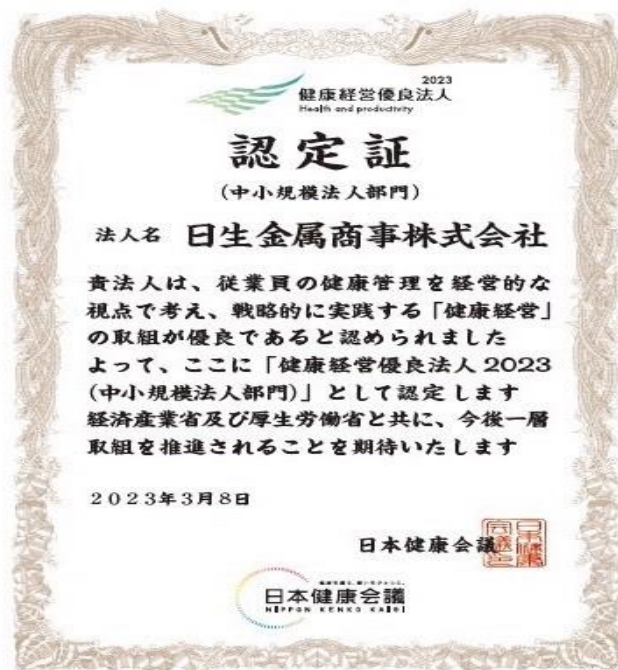 2023
健康経営優良法人
Health and productivity
認定証
(中小規模法人部門)
法人名 日生金属商事株式会社
貴法人は、従業員の健康管理を経営的な
視点で考え、戦略的に実践する「健康経営」
の取組が優良であると認められました
よって、ここに「健康経営優良法人2023
(中小規模法人部門)」として認定します
経済産業省及び厚生労働省と共に、今後一層
取組を推進されることを期待いたします
2023年3月8日
日本健康会議
日本健康会議
NIPPON KENKO KAIGI